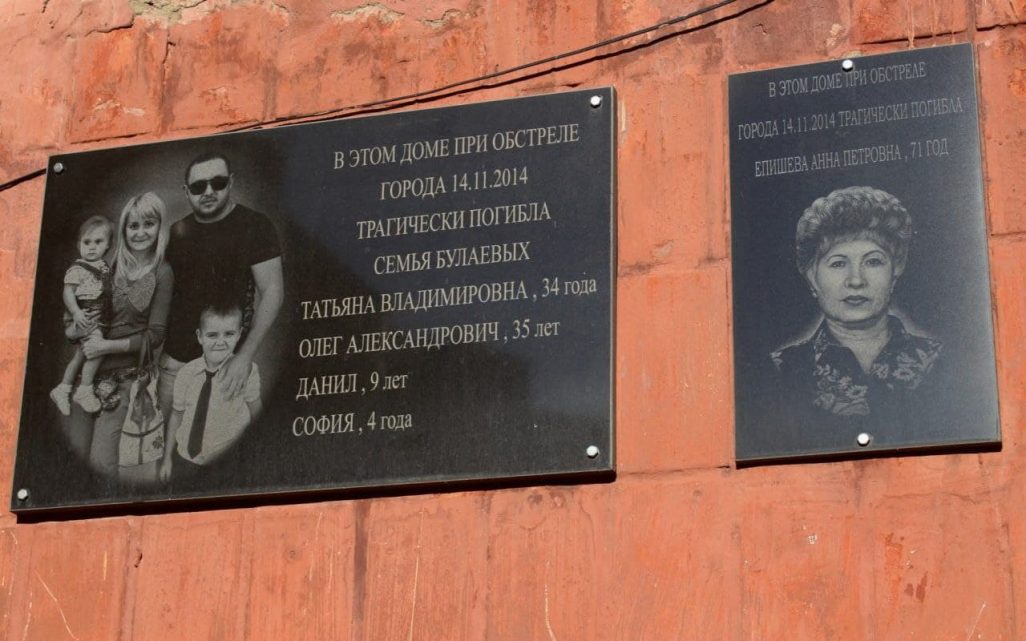 В ЭТОМ ДОМЕ ПРИ ОБСТРЕЛЕ
ГОРОДА 14.11.2014
ТРАГИЧЕСКИ ПОГИБЛА
СЕМЬЯ БУЛАЕВЫХ
ТАТЬЯНА ВЛАДИМИРОВНА , 34 года
ОЛЕГ АЛЕКСАНДРОВИЧ , 35 лет
ДАНИЛ , 9 лет
СОФИЯ , 4 года
В ЭТОМ ДОМЕ ПРИ ОБСТРЕЛЕ
ГОРОДА 14.11.2014 ТРАГИЧЕСКИ ПОГИБЛА
ЕПИШЕВА АННА ПЕТРОВНА , 71 ГОД